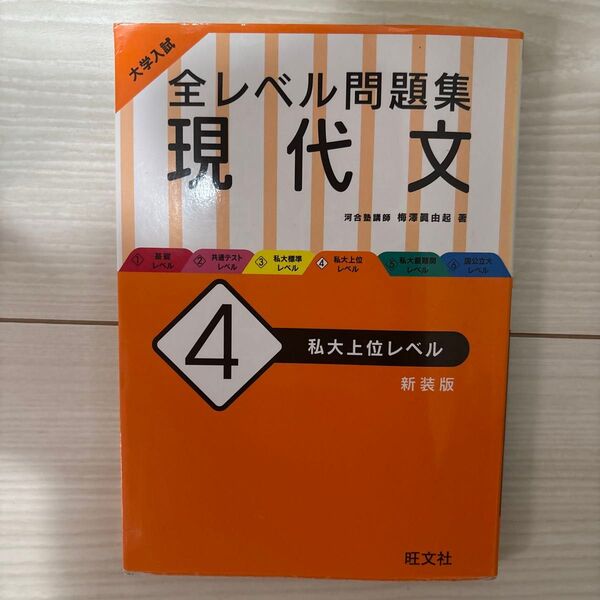 大学入試
全レベル問題集
現代文
河合塾講師 梅澤眞由起 著
① 基礎レベル
② 共通テストレベル
③ 私大標準レベル
④ 私大上位レベル
⑤ 私大最難関レベル
⑥ 国公立大レベル
4 私大上位レベル
新装版
旺文社